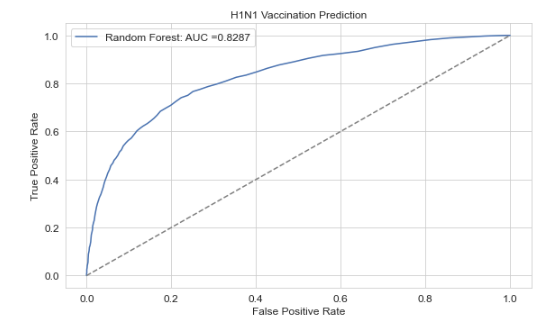 H1N1 Vaccination Prediction
Random Forest: AUC =0.8287
True Positive Rate
1.0
0.8
0.6
0.4
0.2
0.0
0.0 0.2 0.4 0.6 0.8 1.0
False Positive Rate